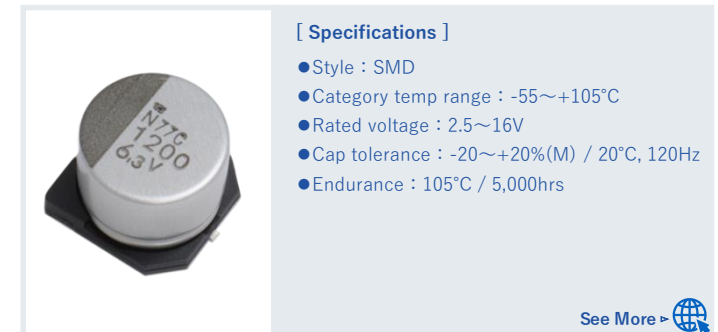 [ Specifications ]
●Style：SMD
●Category temp range：-55～+105℃
●Rated voltage：2.5～16V
●Cap tolerance：-20～+20%(M) / 20℃, 120Hz
●Endurance：105℃ / 5,000hrs
N77C
1200
6.3V
See More ▹